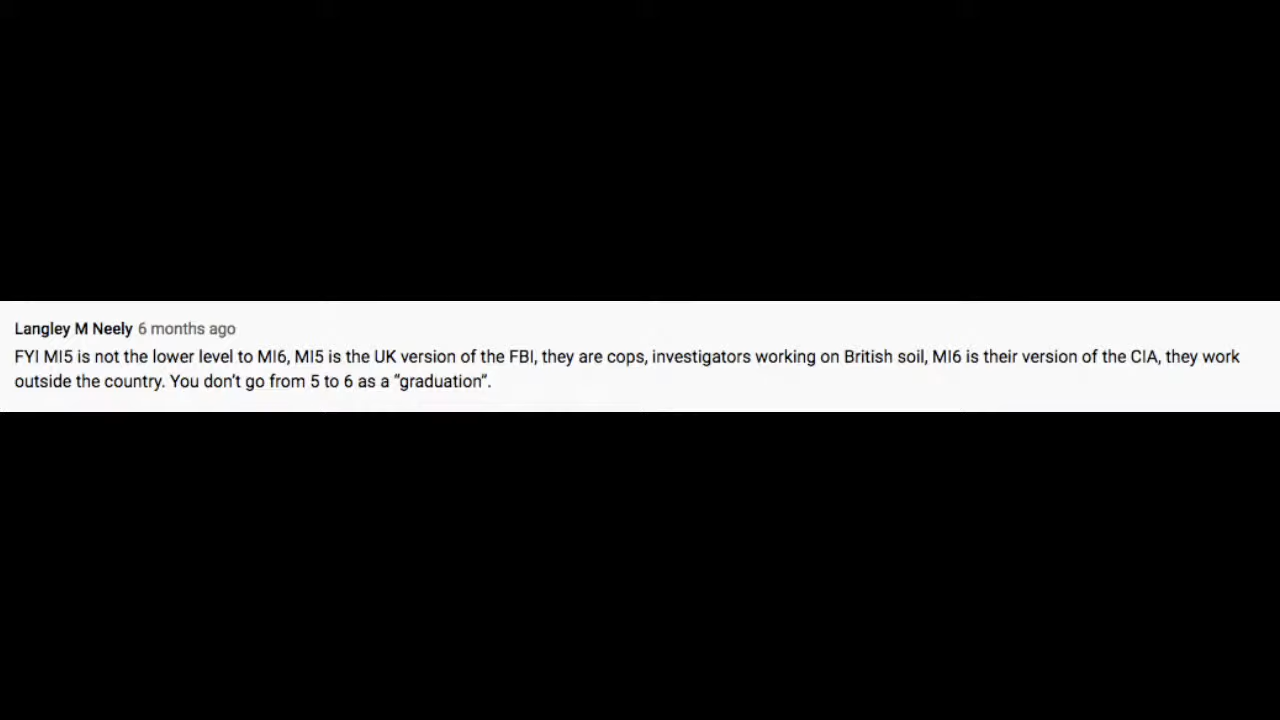 Langley M Neely 6 months ago
FYI MI5 is not the lower level to MI6, MI5 is the UK version of the FBI, they are cops, investigators working on British soil, MI6 is their version of the CIA, they work
outside the country. You don't go from 5 to 6 as a "graduation".